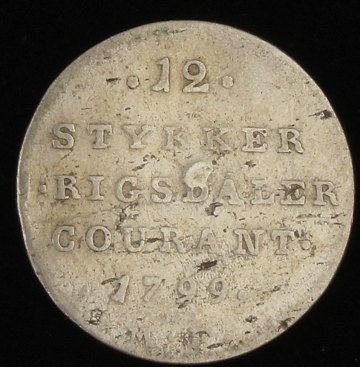 · 12 ·
STYKKER
:RIGSDALER
COURANT.
1799.